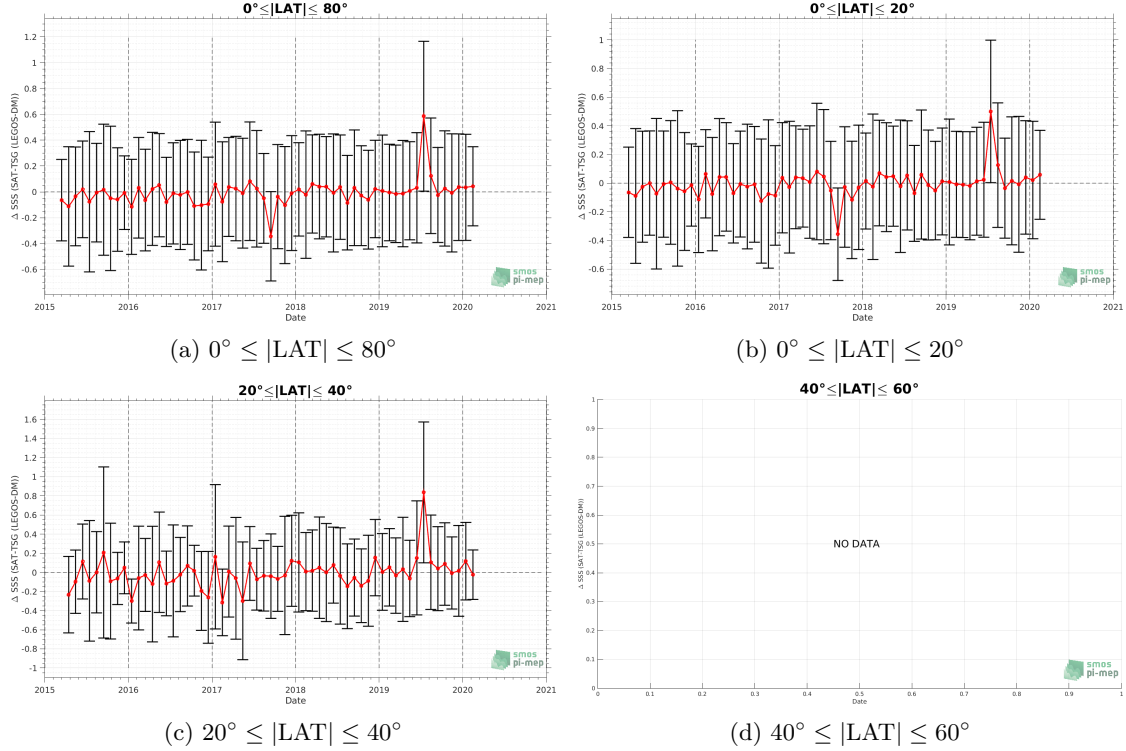 0°≤|LAT|≤ 80°
Δ SSS (SAT-TSG (LEGOS-DM))
1.2
1
0.8
0.6
0.4
0.2
0
-0.2
-0.4
-0.6
2015 2016 2017 2018 2019 2020 2021
Date
smos
pi-mep
(a) 0° ≤ |LAT| ≤ 80°
0°≤|LAT|≤ 20°
Δ SSS (SAT-TSG (LEGOS-DM))
1
0.8
0.6
0.4
0.2
0
-0.2
-0.4
-0.6
2015 2016 2017 2018 2019 2020 2021
Date
smos
pi-mep
(b) 0° ≤ |LAT| ≤ 20°
20°≤|LAT|≤ 40°
Δ SSS (SAT-TSG (LEGOS-DM))
1.6
1.4
1.2
1
0.8
0.6
0.4
0.2
0
-0.2
-0.4
-0.6
-0.8
-1
2015 2016 2017 2018 2019 2020 2021
Date
smos
pi-mep
(c) 20° ≤ |LAT| ≤ 40°
40°≤|LAT|≤ 60°
Δ SSS (SAT-TSG (LEGOS-DM))
1
0.9
0.8
0.7
0.6
0.5
0.4
0.3
0.2
0.1
0
NO DATA
0 0.1 0.2 0.3 0.4 0.5 0.6 0.7 0.8 0.9 1
Date
smos
pi-mep
(d) 40° ≤ |LAT| ≤ 60°